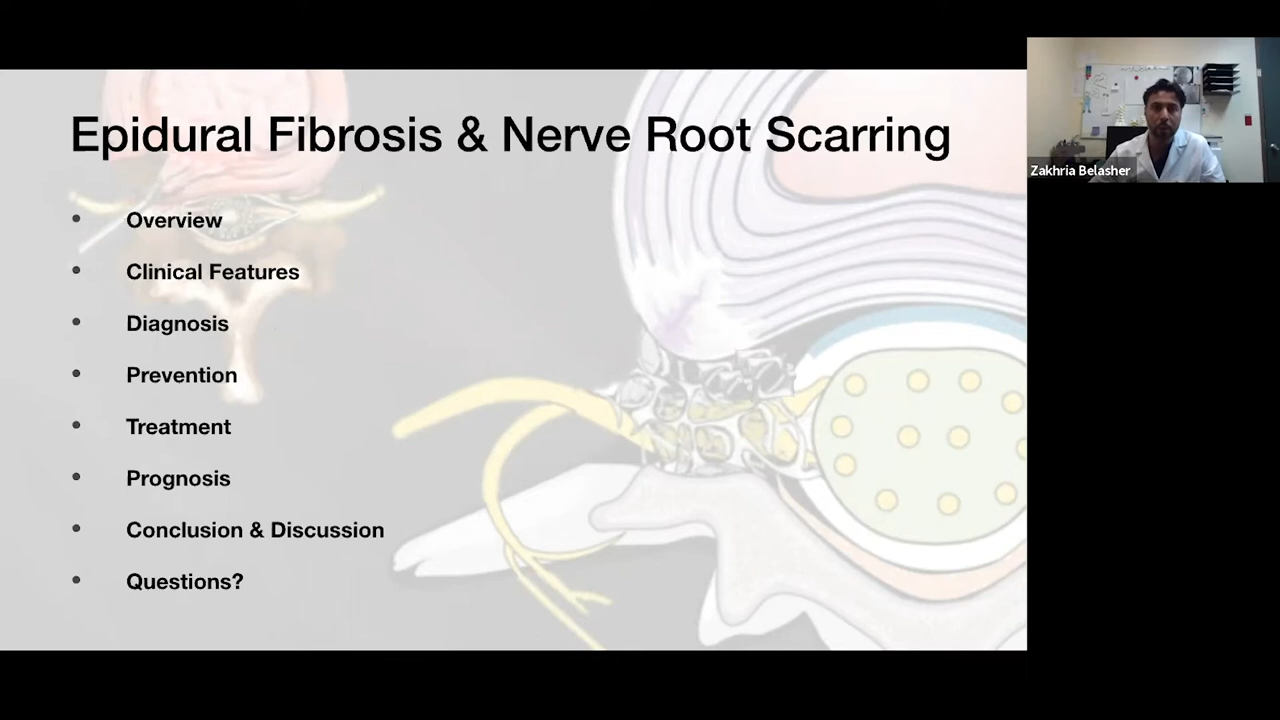 Epidural Fibrosis & Nerve Root Scarring
• Overview
• Clinical Features
• Diagnosis
• Prevention
• Treatment
• Prognosis
• Conclusion & Discussion
• Questions?
Zakhria Belasher